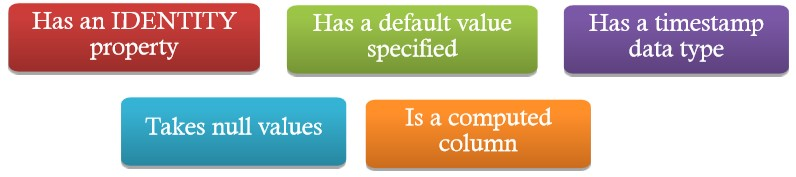 Has an IDENTITY
property
Has a default value
specified
Has a timestamp
data type
Takes null values
Is a computed
column